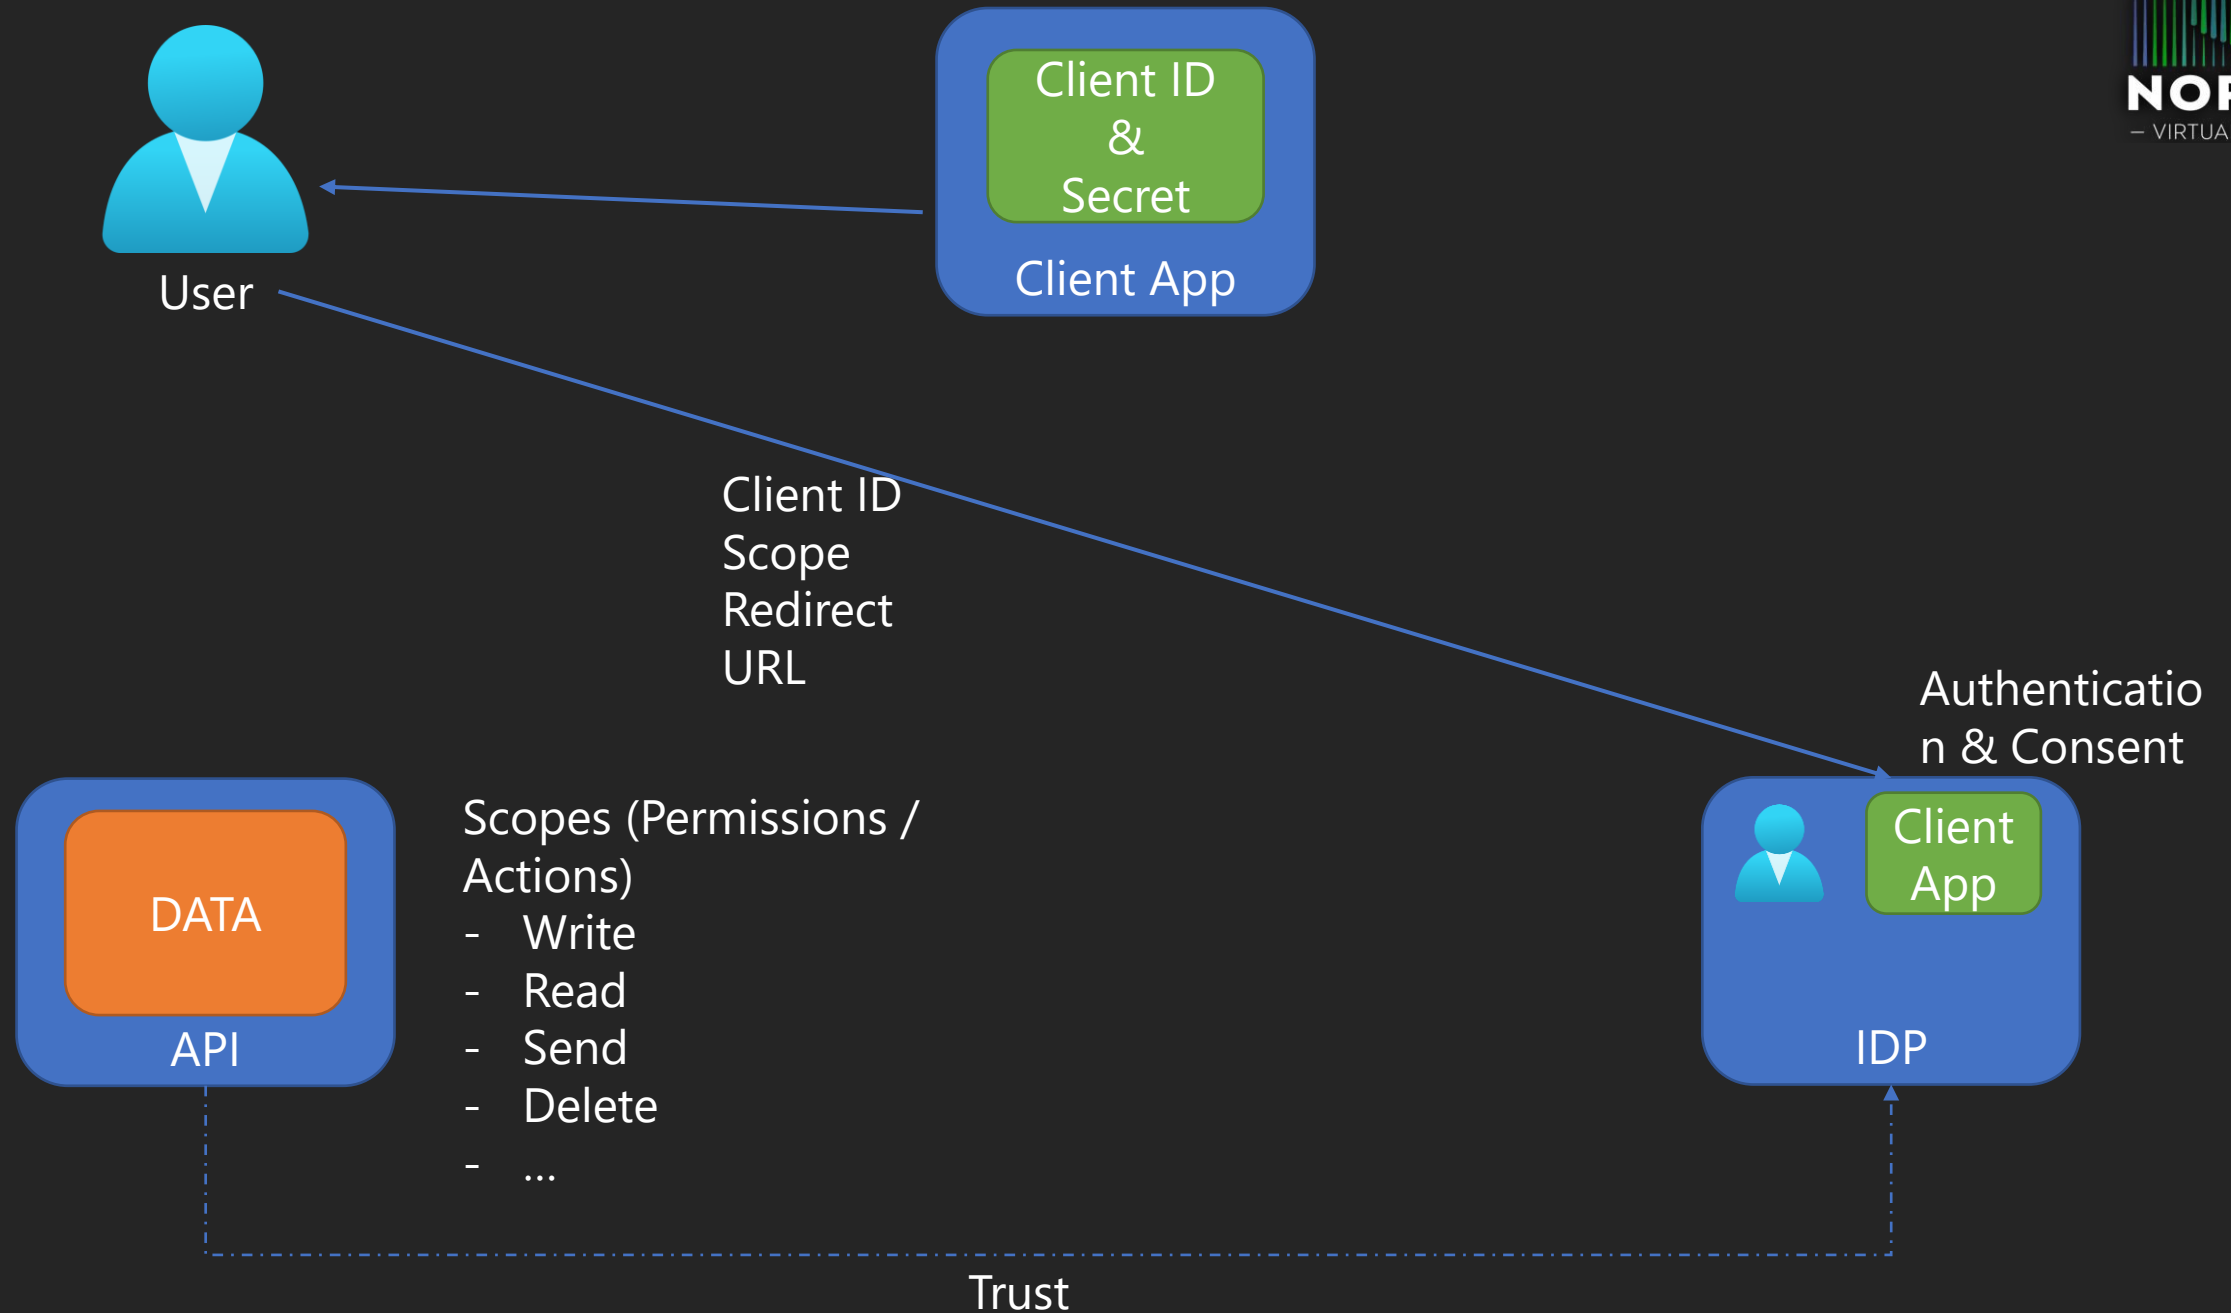 Client ID
&
Secret
Client App
User
Client ID
Scope
Redirect
URL
Authenticatio
n & Consent
Client
App
IDP
DATA
API
Scopes (Permissions /
Actions)
- Write
- Read
- Send
- Delete
- ...
Trust